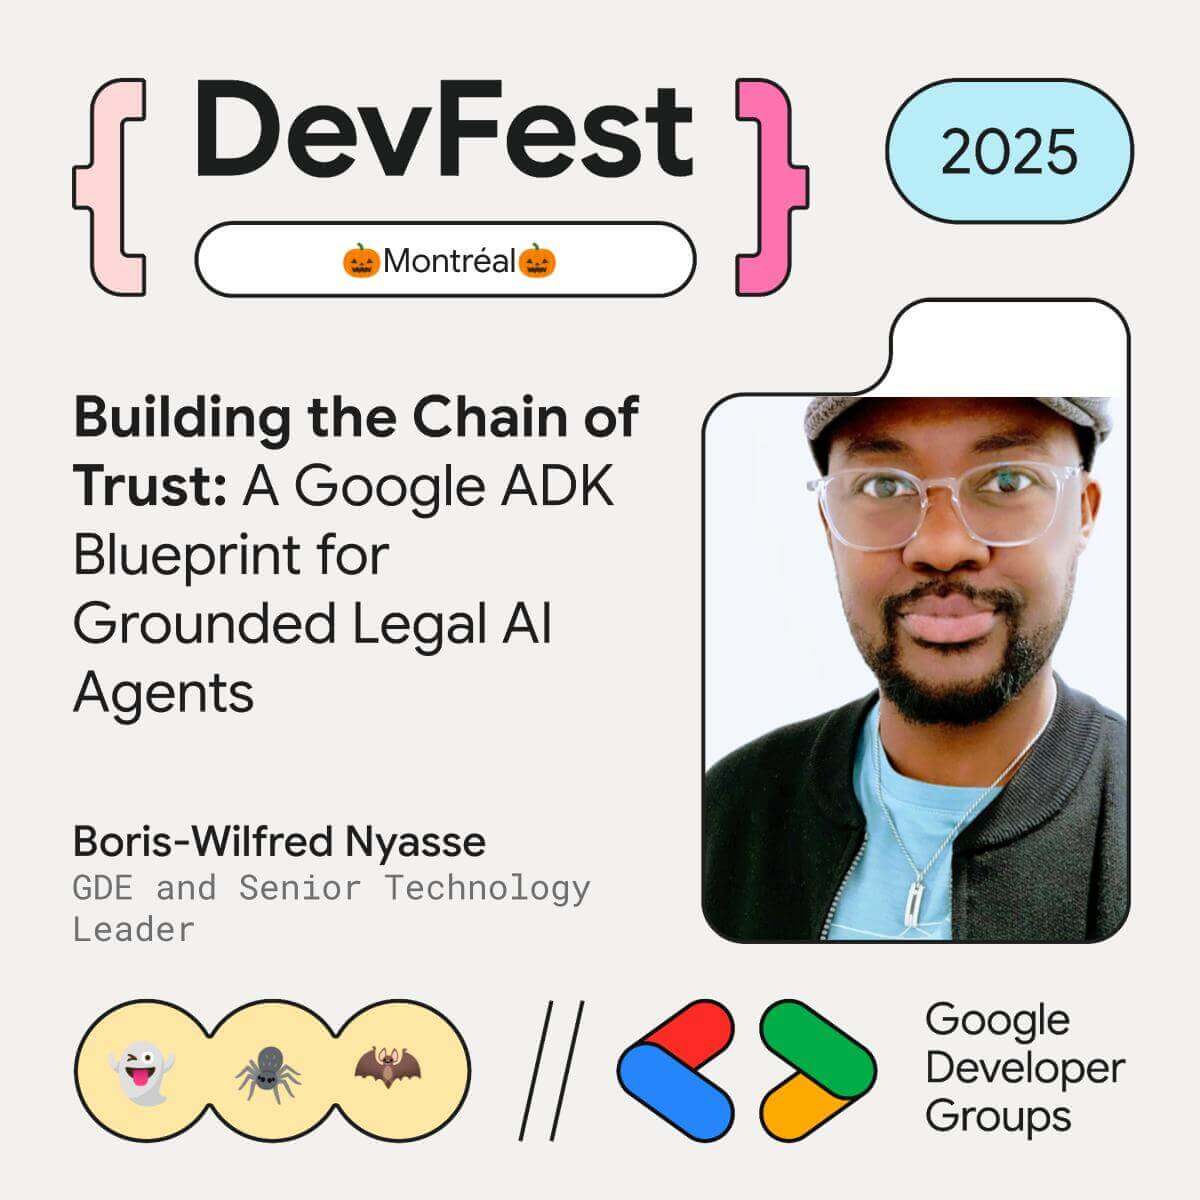 DevFest
2025
🎃Montréal🎃
Building the Chain of
Trust: A Google ADK
Blueprint for
Grounded Legal AI
Agents
Boris-Wilfred Nyasse
GDE and Senior Technology
Leader
Google
Developer
Groups